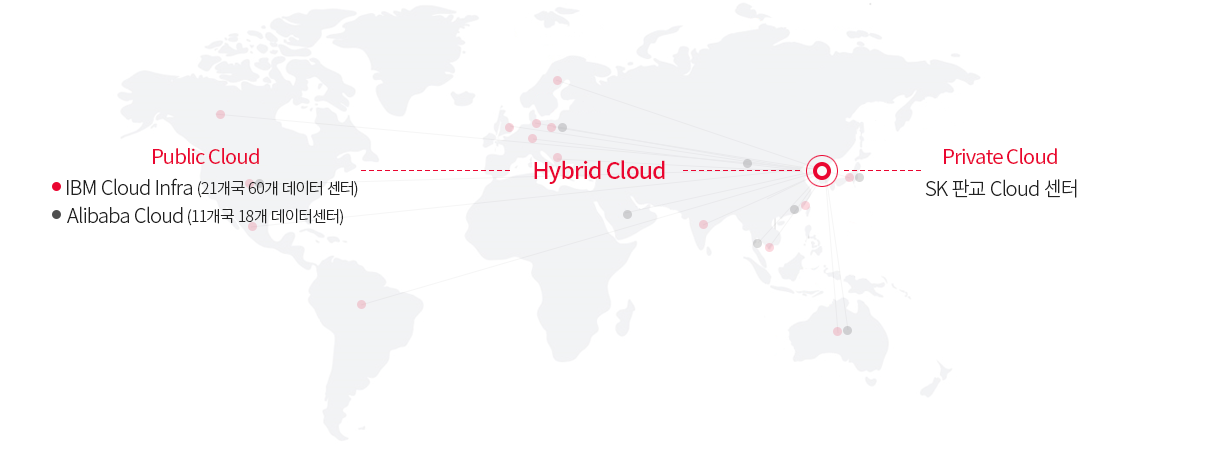 Public Cloud
IBM Cloud Infra (21개국 60개 데이터 센터)
Alibaba Cloud (11개국 18개 데이터센터)
Hybrid Cloud
Private Cloud
SK 판교 Cloud 센터